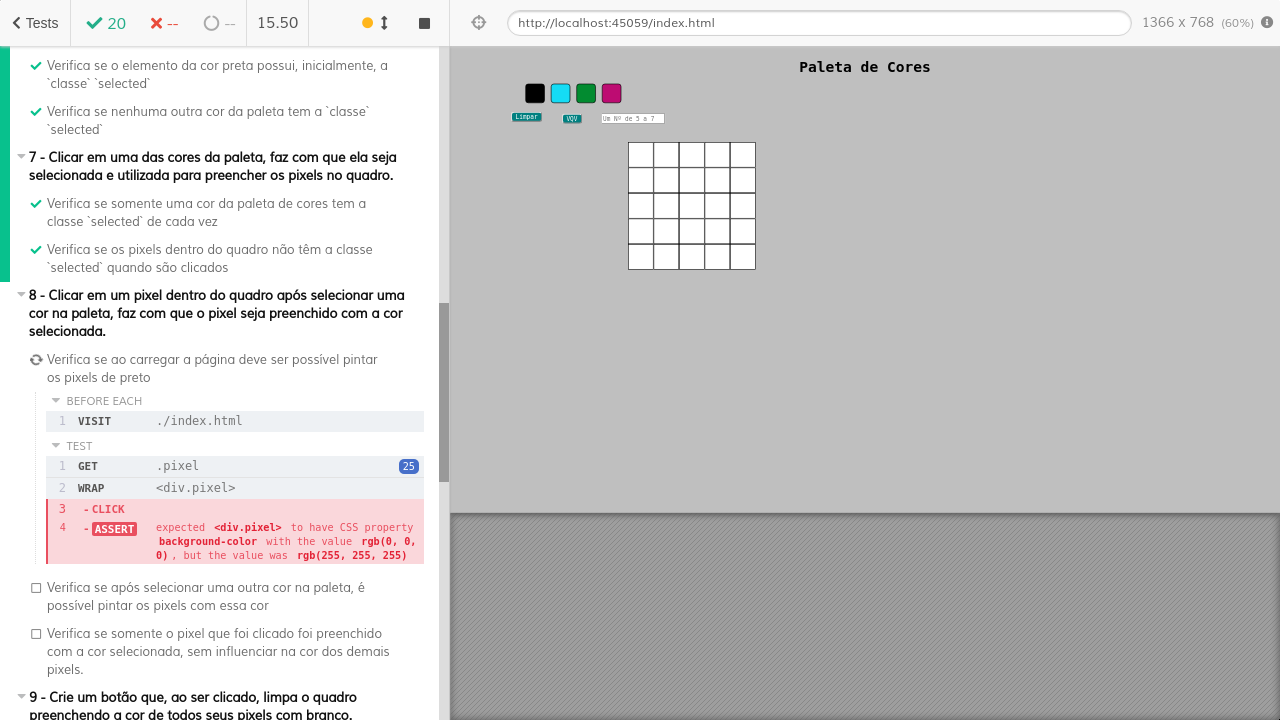 Tests
20
--
--
15.50
http://localhost:45059/index.html
1366 x 768 (60%)
Verifica se o elemento da cor preta possui, inicialmente, a
`classe` `selected`
Verifica se nenhuma outra cor da paleta tem a `classe`
`selected`
7 - Clicar em uma das cores da paleta, faz com que ela seja
selecionada e utilizada para preencher os pixels no quadro.
Verifica se somente uma cor da paleta de cores tem a
classe `selected` de cada vez
Verifica se os pixels dentro do quadro não têm a classe
`selected` quando são clicados
8 - Clicar em um pixel dentro do quadro após selecionar uma
cor na paleta, faz com que o pixel seja preenchido com a cor
selecionada.
Verifica se ao carregar a página deve ser possível pintar
os pixels de preto
BEFORE EACH
1 VISIT ./index.html
TEST
1 GET .pixel 25
2 WRAP <div.pixel>
3 -CLICK
4 -ASSERT expected <div.pixel> to have CSS property
background-color with the value rgb(0, 0,
0), but the value was rgb(255, 255, 255)
Verifica se após selecionar uma outra cor na paleta, é
possível pintar os pixels com essa cor
Verifica se somente o pixel que foi clicado foi preenchido
com a cor selecionada, sem influenciar na cor dos demais
pixels.
9 - Crie um botão que, ao ser clicado, limpa o quadro
preenchendo a cor de todos seus pixels com branco.
Paleta de Cores
Limpar
VQV
Um Nº de 5 a 7